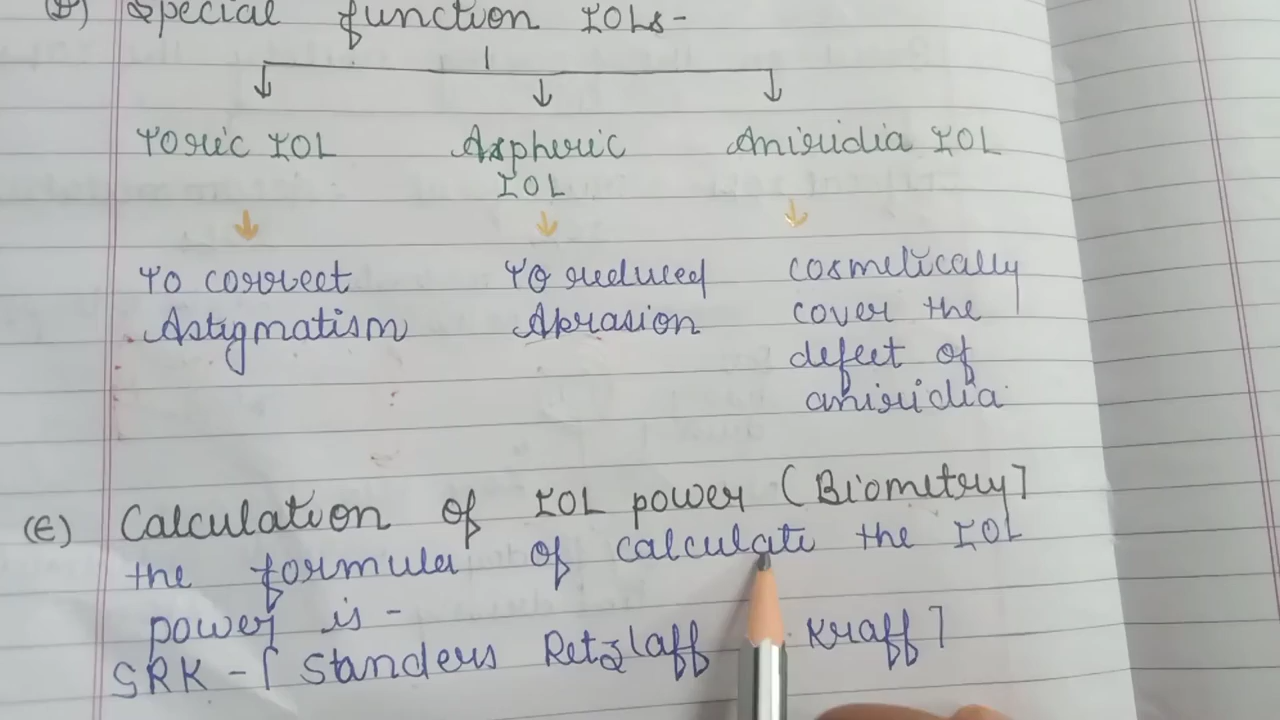 (D) Special function IOLs-
Toric IOL Aspheric Aniridia IOL
IOL
To correct To reduced cosmetically
Astigmatism Abrasion cover the
defect of
aniridia
(E) Calculation of IOL power (Biometry]
the formula of calculate the IOL
power is-
SRK-[ Standers Retzlaff Kraff]